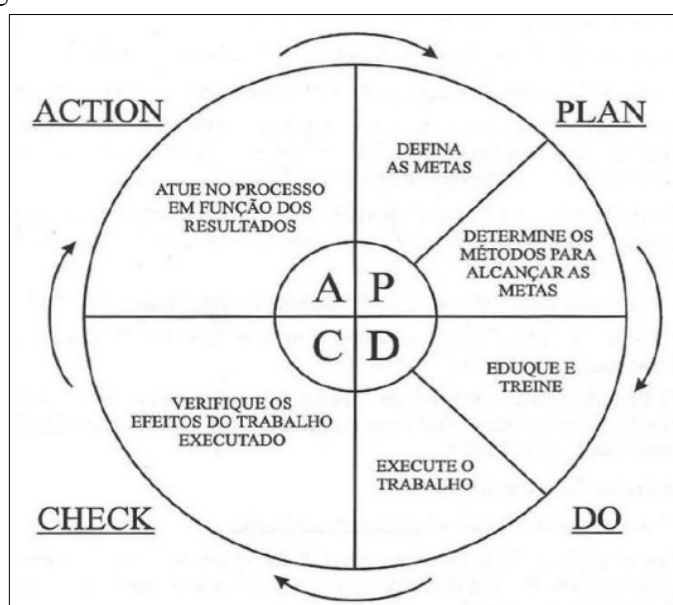 ACTION
PLAN
DEFINA
AS METAS
ATUE NO PROCESSO
EM FUNÇÃO DOS
RESULTADOS
DETERMINE OS
MÉTODOS PARA
ALCANÇAR AS
METAS
A P
C D
EDUQUE E
TREINE
VERIFIQUE OS
EFEITOS DO TRABALHO
EXECUTADO
EXECUTE O
TRABALHO
CHECK
DO